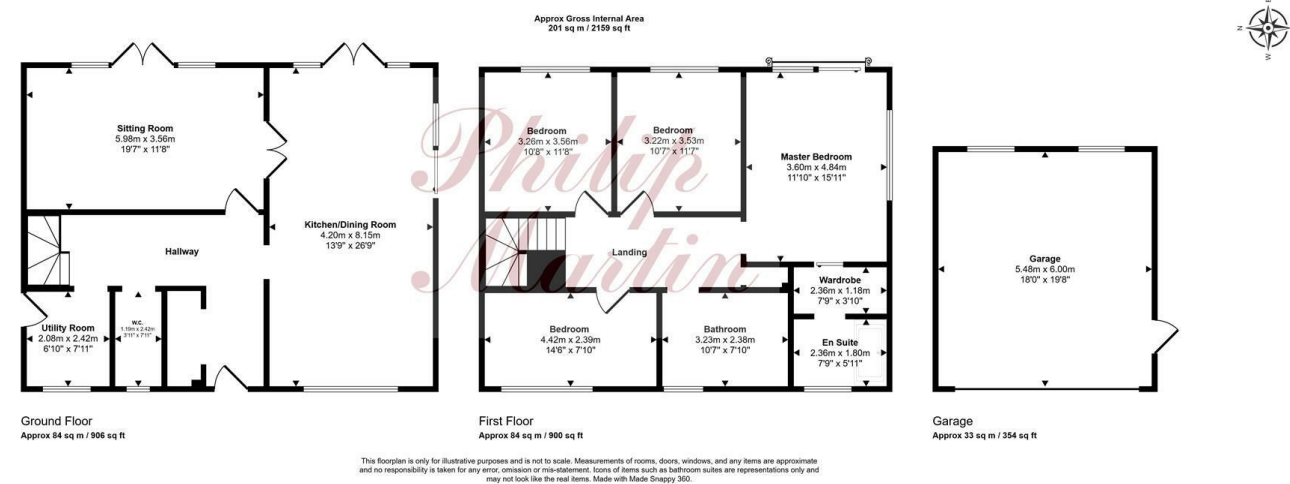 Approx Gross Internal Area
201 sq m / 2159 sq ft
N
E
W
Sitting Room
5.98m x 3.56m
19'7" x 11'8"
Kitchen/Dining Room
4.20m x 8.15m
13'9" x 26'9"
Hallway
Utility Room
2.08m x 2.42m
6'10" x 7'11"
W.C.
1.19m x 2.42m
3'11" x 7'11"
Ground Floor
Approx 84 sq m / 906 sq ft
Bedroom
3.26m x 3.56m
10'8" x 11'8"
Bedroom
3.22m x 3.53m
10'7" x 11'7"
Master Bedroom
3.60m x 4.84m
11'10" x 15'11"
Landing
Wardrobe
2.36m x 1.18m
7'9" x 3'10"
Bedroom
4.42m x 2.39m
14'6" x 7'10"
Bathroom
3.23m x 2.38m
10'7" x 7'10"
En Suite
2.36m x 1.80m
7'9" x 5'11"
First Floor
Approx 84 sq m / 900 sq ft
Garage
5.48m x 6.00m
18'0" x 19'8"
Garage
Approx 33 sq m / 354 sq ft
Philip
Martin
This floorplan is only for illustrative purposes and is not to scale. Measurements of rooms, doors, windows, and any items are approximate
and no responsibility is taken for any error, omission or mis-statement. Icons of items such as bathroom suites are representations only and
may not look like the real items. Made with Made Snappy 360.